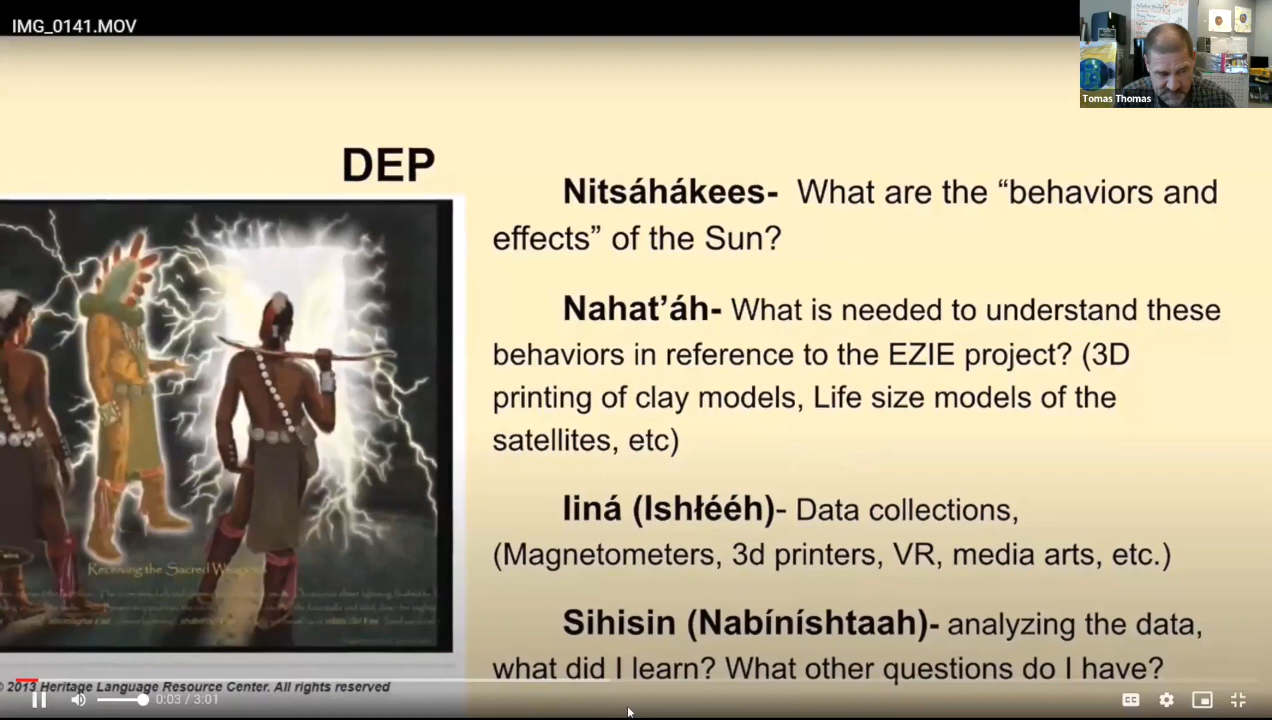 IMG_0141.MOV
Tomas Thomas
DEP
Nitsáhákees- What are the “behaviors and
effects” of the Sun?
Nahat’áh- What is needed to understand these
behaviors in reference to the EZIE project? (3D
printing of clay models, Life size models of the
satellites, etc)
Iiná (Ishłééh)- Data collections,
(Magnetometers, 3d printers, VR, media arts, etc.)
Sihisin (Nabíníshtaah)- analyzing the data,
what did I learn? What other questions do I have?
Receiving the Sacred Weapons
© 2013 Heritage Language Resource Center. All rights reserved
0:03 / 3:01
CC